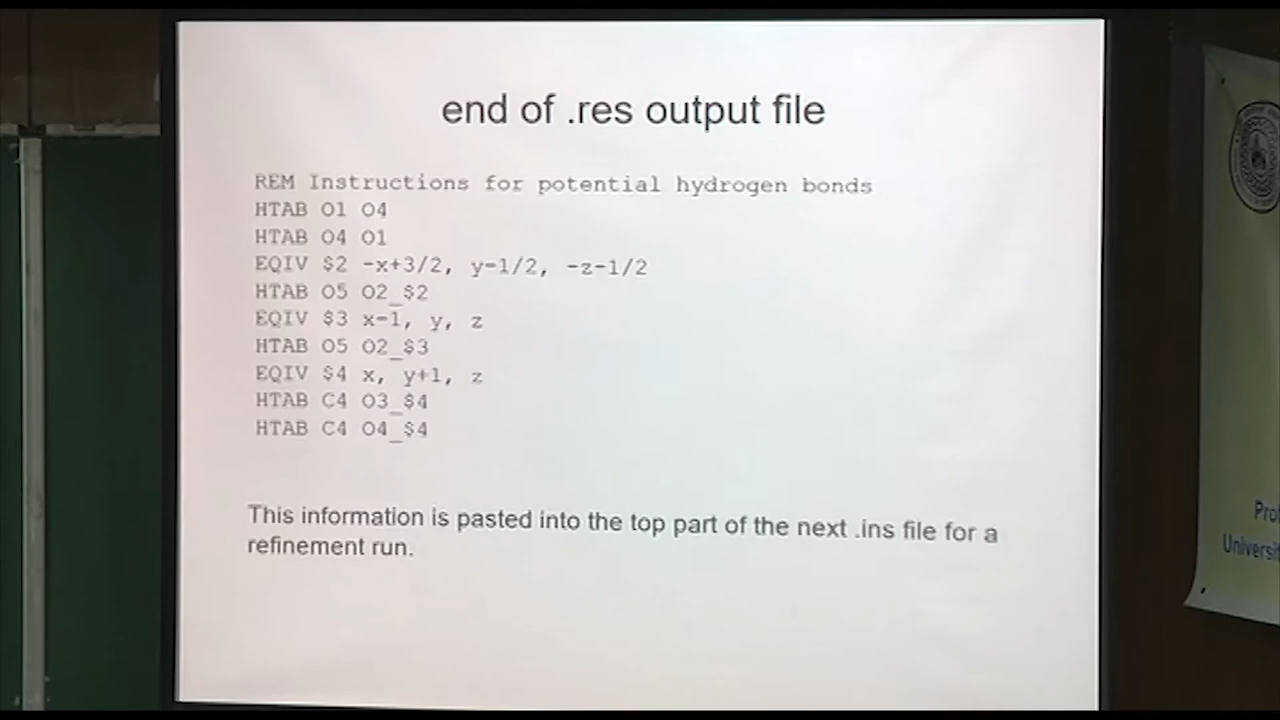 end of .res output file
REM Instructions for potential hydrogen bonds
HTAB O1 O4
HTAB O4 O1
EQIV $2 -x+3/2, y-1/2, -z-1/2
HTAB O5 O2_$2
EQIV $3 x-1, y, z
HTAB O5 O2_$3
EQIV $4 x, y+1, z
HTAB C4 O3_$4
HTAB C4 O4_$4
This information is pasted into the top part of the next .ins file for a
refinement run.